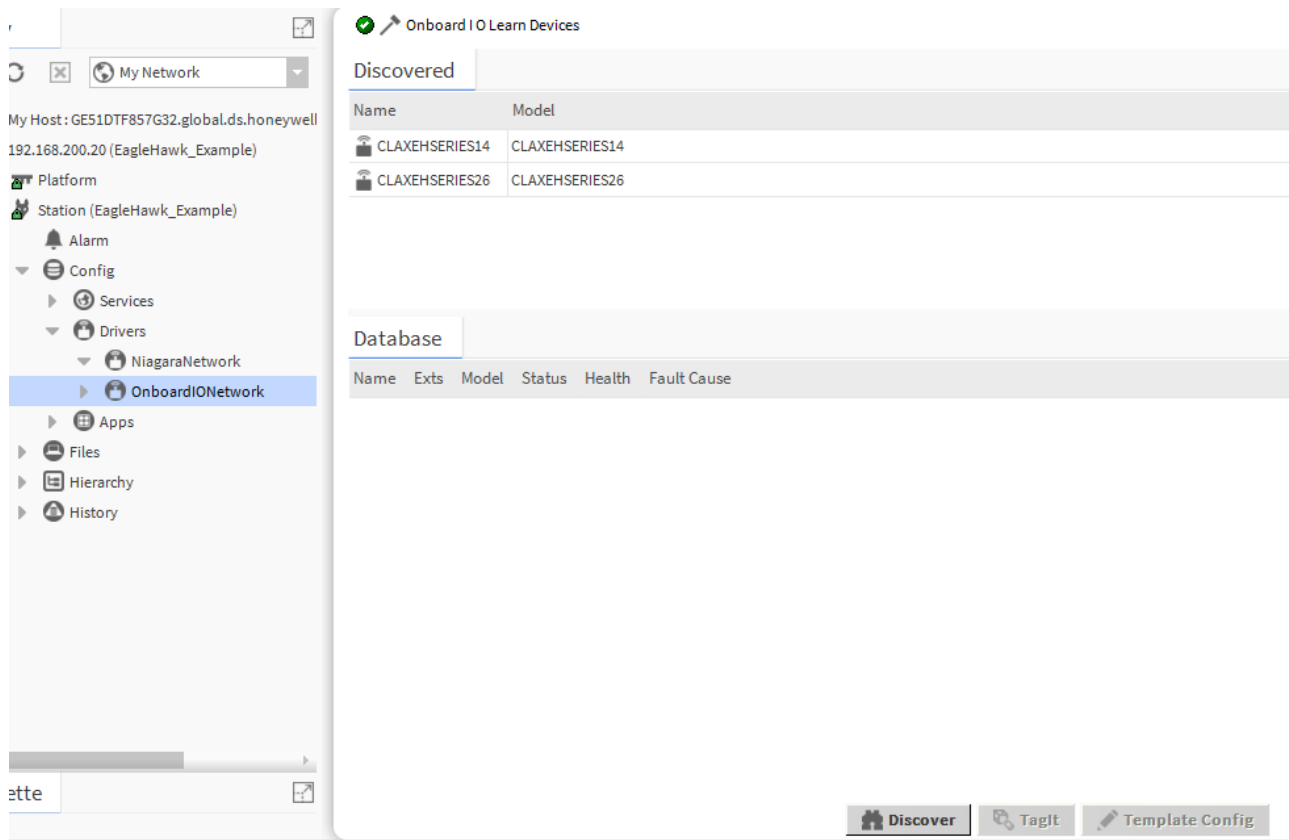 My Network
My Host : GE51DTF857G32.global.ds.honeywell
192.168.200.20 (EagleHawk_Example)
Platform
Station (EagleHawk_Example)
Alarm
Config
Services
Drivers
NiagaraNetwork
OnboardIONetwork
Apps
Files
Hierarchy
History
ette
Onboard I O Learn Devices
Discovered
Name Model
CLAXEHSERIES14 CLAXEHSERIES14
CLAXEHSERIES26 CLAXEHSERIES26
Database
Name Exts Model Status Health Fault Cause
Discover TagIt Template Config